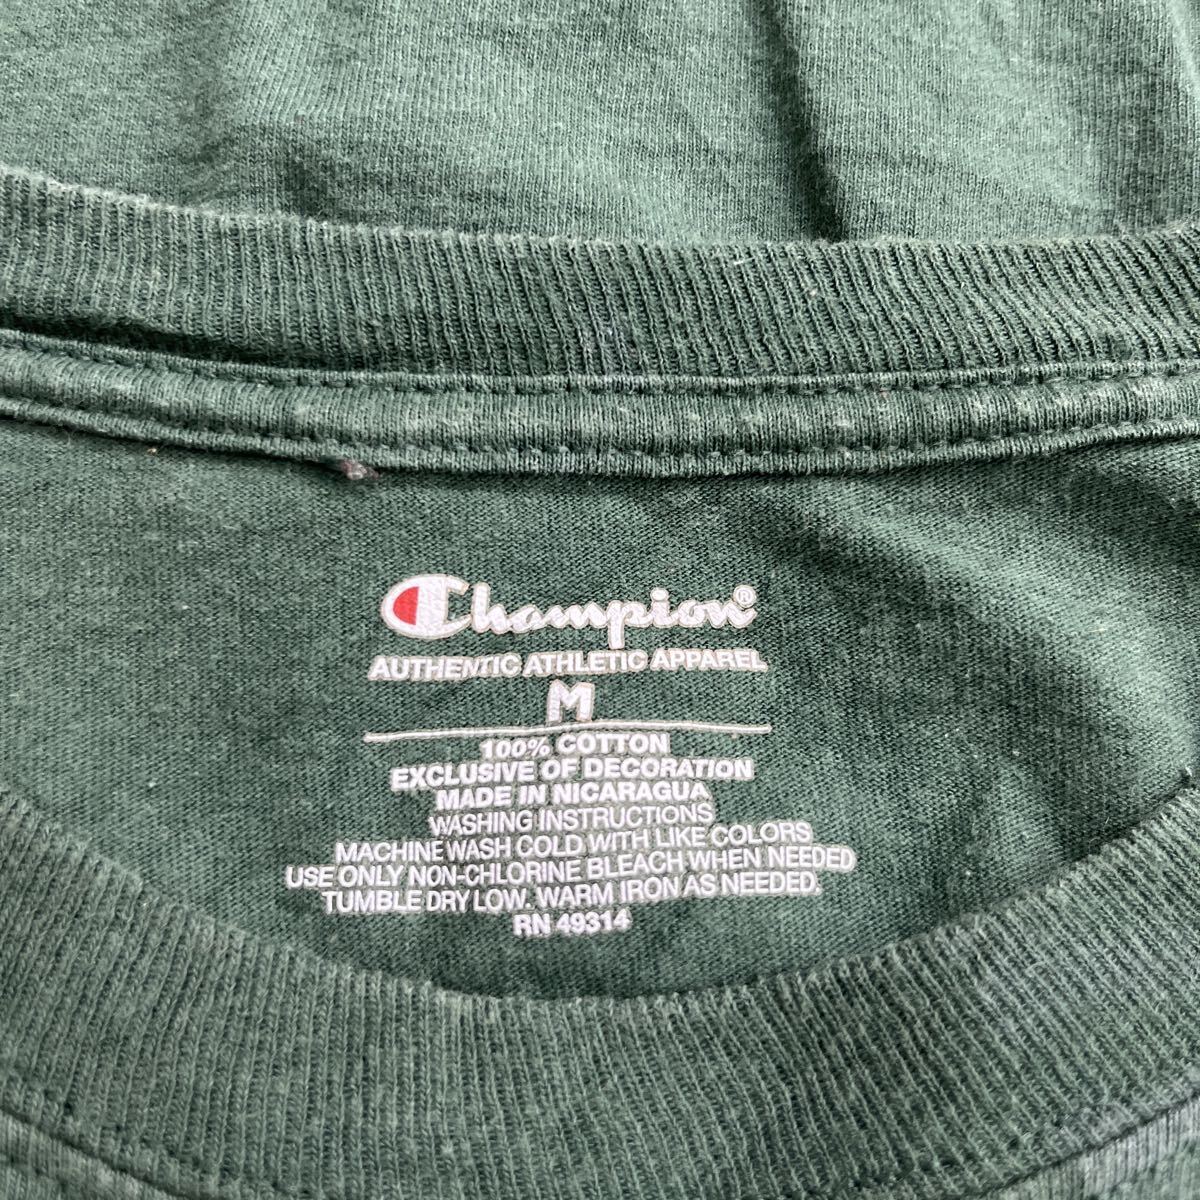 Champion®
AUTHENTIC ATHLETIC APPAREL
M
100% COTTON
EXCLUSIVE OF DECORATION
MADE IN NICARAGUA
WASHING INSTRUCTIONS
MACHINE WASH COLD WITH LIKE COLORS
USE ONLY NON-CHLORINE BLEACH WHEN NEEDED
TUMBLE DRY LOW. WARM IRON AS NEEDED.
RN 49314